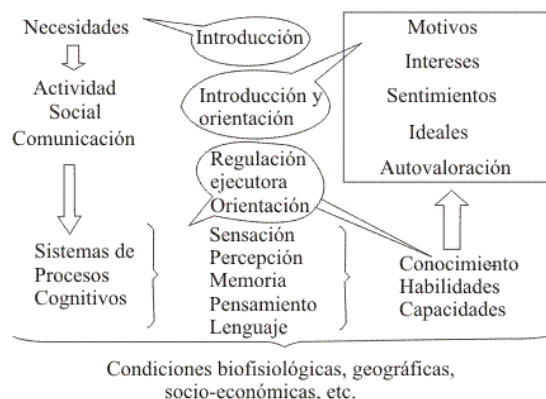 Necesidades
Introducción
Motivos
Intereses
Sentimientos
Ideales
Autovaloración
Actividad
Social
Comunicación
Introducción y
orientación
Regulación
ejecutora
Orientación
Sistemas de
Procesos
Cognitivos
Sensación
Percepción
Memoria
Pensamiento
Lenguaje
Conocimiento
Habilidades
Capacidades
Condiciones biofisiológicas, geográficas,
socio-económicas, etc.